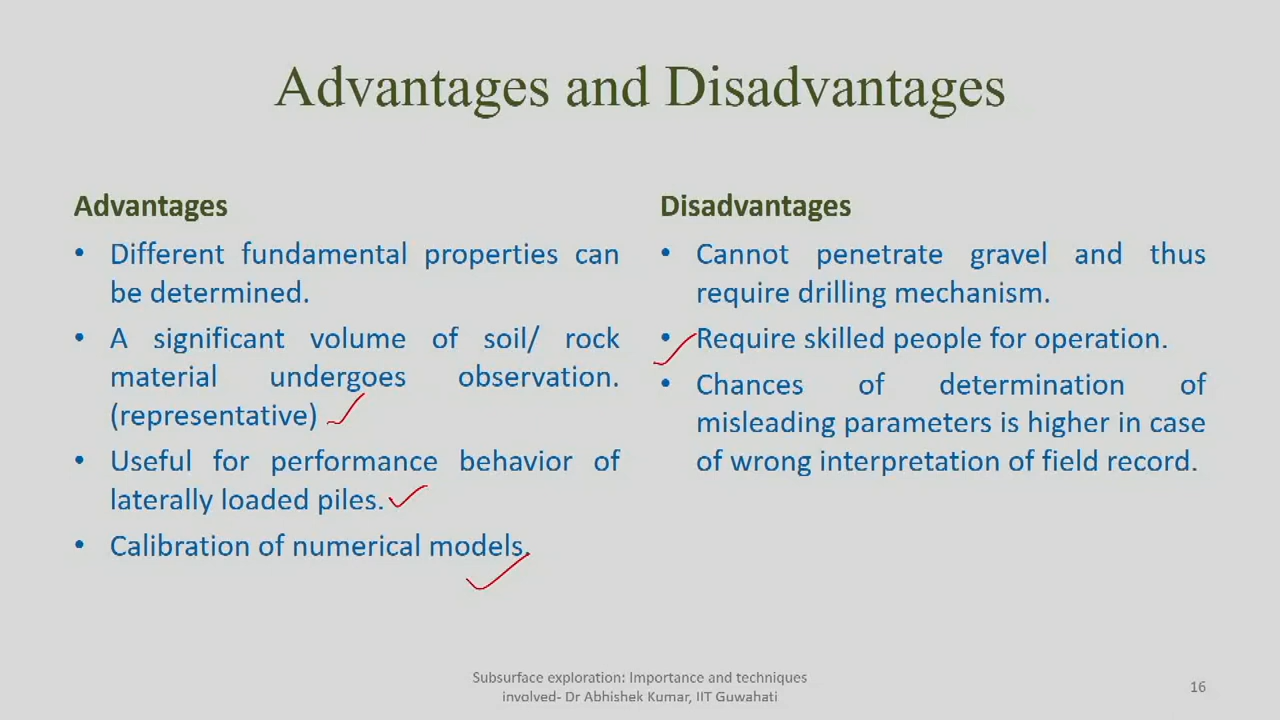 Advantages and Disadvantages
Advantages
• Different fundamental properties can
be determined.
• A significant volume of soil/ rock
material undergoes observation.
(representative)
• Useful for performance behavior of
laterally loaded piles.
• Calibration of numerical models.
Disadvantages
• Cannot penetrate gravel and thus
require drilling mechanism.
• Require skilled people for operation.
• Chances of determination of
misleading parameters is higher in case
of wrong interpretation of field record.
Subsurface exploration: Importance and techniques
involved- Dr Abhishek Kumar, IIT Guwahati
16